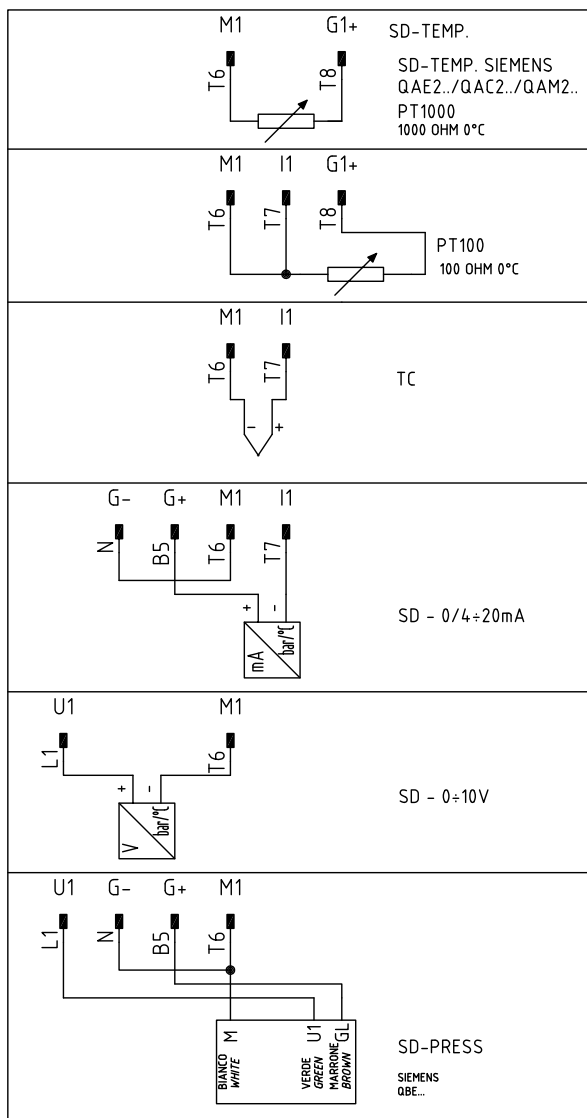 M1 G1+ SD-TEMP.
T6 T8
SD-TEMP. SIEMENS
QAE2../QAC2../QAM2..
PT1000
1000 OHM 0°C
M1 I1 G1+
T6 T7 T8
PT100
100 OHM 0°C
M1 I1
T6 T7
TC
- +
G- G+ M1 I1
N B5 T6 T7
+ -
SD - 0/4÷20mA
mA bar/°C
U1 M1
L1 T6
+ -
SD - 0÷10V
V bar/°C
U1 G- G+ M1
L1 N B5 T6
M U1 GL
BIANCO
WHITE
VERDE
GREEN
MARRONE
BROWN
SD-PRESS
SIEMENS
QBE...